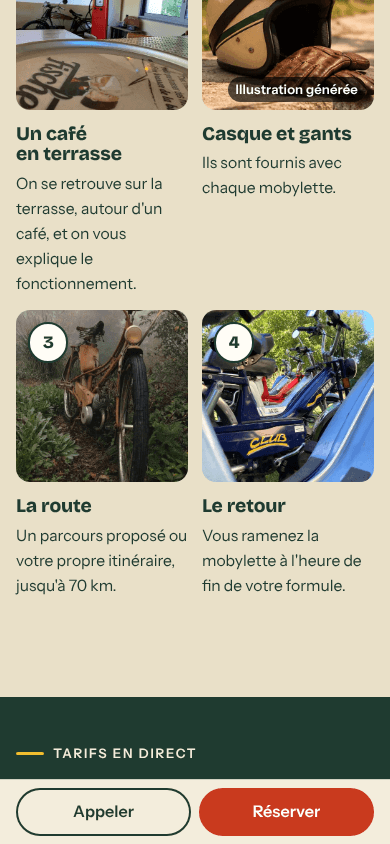 Fische
Illustration générée
Un café
en terrasse
On se retrouve sur la
terrasse, autour d'un
café, et on vous
explique le
fonctionnement.
Casque et gants
Ils sont fournis avec
chaque mobylette.
3
4
CLUB
La route
Un parcours proposé ou
votre propre itinéraire,
jusqu'à 70 km.
Le retour
Vous ramenez la
mobylette à l'heure de
fin de votre formule.
TARIFS EN DIRECT
Appeler
Réserver